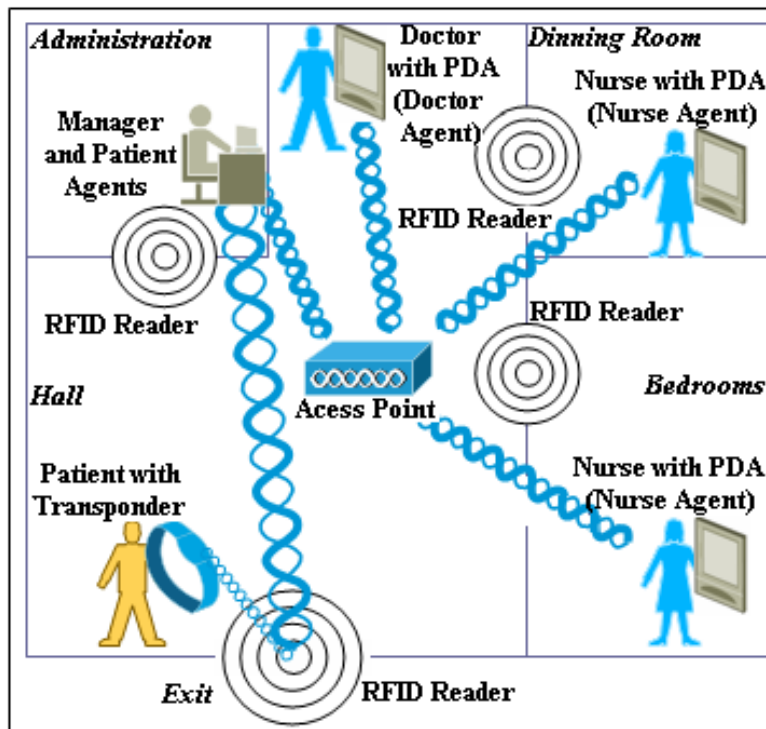 Administration
Manager
and Patient
Agents
RFID Reader
Doctor
with PDA
(Doctor
Agent)
RFID Reader
Dinning Room
Nurse with PDA
(Nurse Agent)
RFID Reader
Hall
Acess Point
Bedrooms
Patient with
Transponder
Nurse with PDA
(Nurse Agent)
Exit
RFID Reader